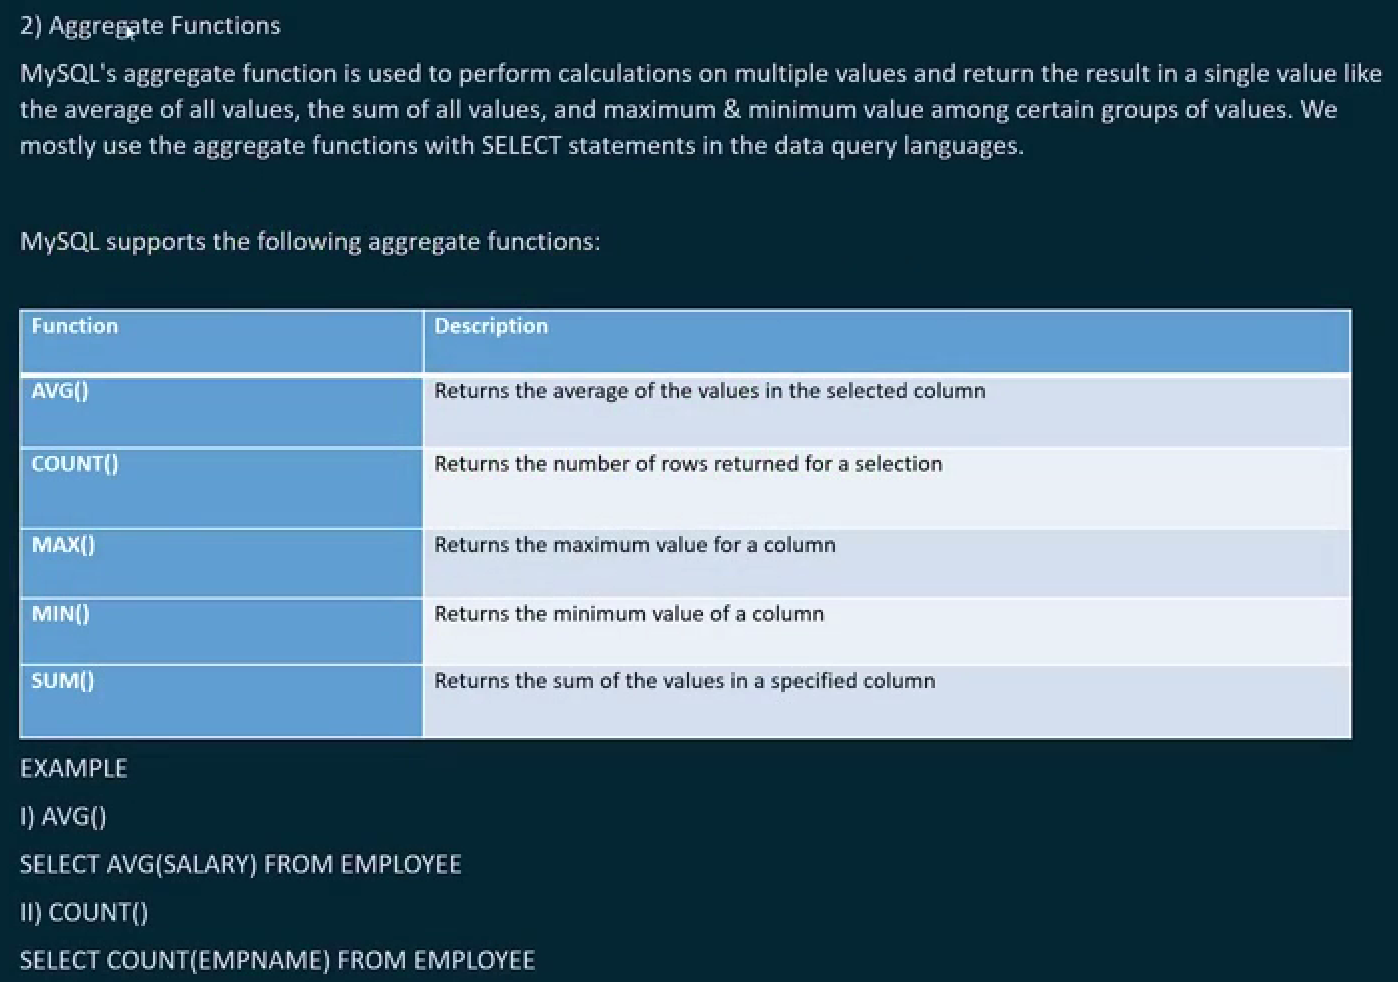 2) Aggregate Functions
MySQL's aggregate function is used to perform calculations on multiple values and return the result in a single value like
the average of all values, the sum of all values, and maximum & minimum value among certain groups of values. We
mostly use the aggregate functions with SELECT statements in the data query languages.
MySQL supports the following aggregate functions:
Function Description
AVG() Returns the average of the values in the selected column
COUNT() Returns the number of rows returned for a selection
MAX() Returns the maximum value for a column
MIN() Returns the minimum value of a column
SUM() Returns the sum of the values in a specified column
EXAMPLE
I) AVG()
SELECT AVG(SALARY) FROM EMPLOYEE
II) COUNT()
SELECT COUNT(EMPNAME) FROM EMPLOYEE